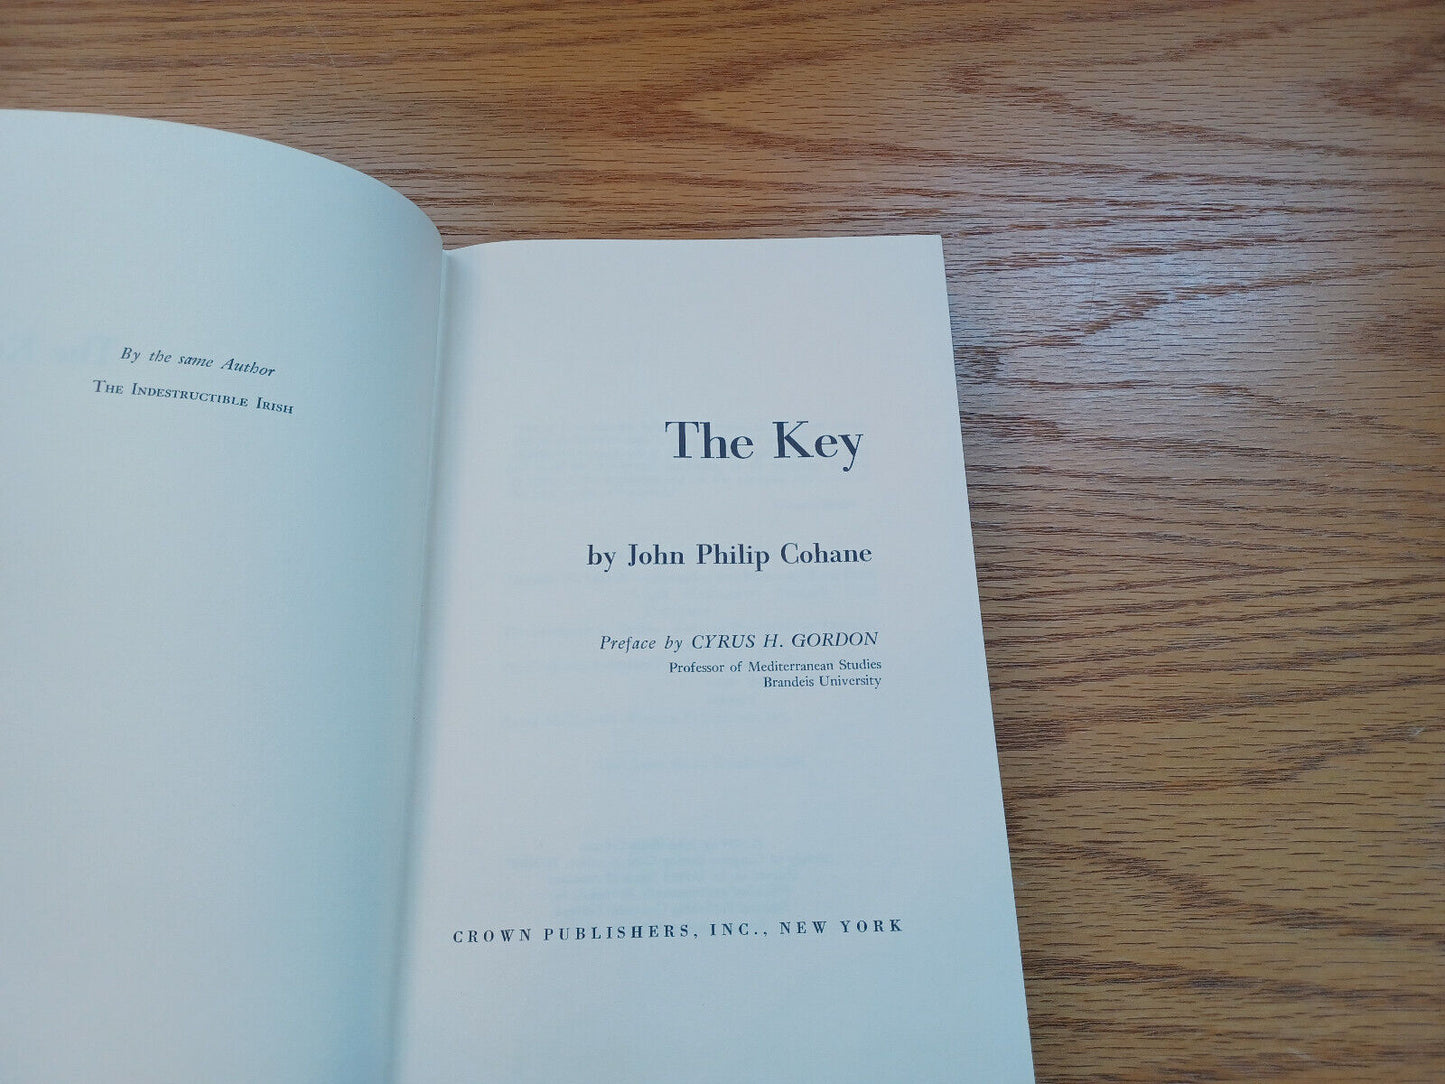 By the same Author
THE INDESTRUCTIBLE IRISH
The Key
by John Philip Cohane
Preface by CYRUS H. GORDON
Professor of Mediterranean Studies
Brandeis University
CROWN PUBLISHERS, INC., NEW YORK